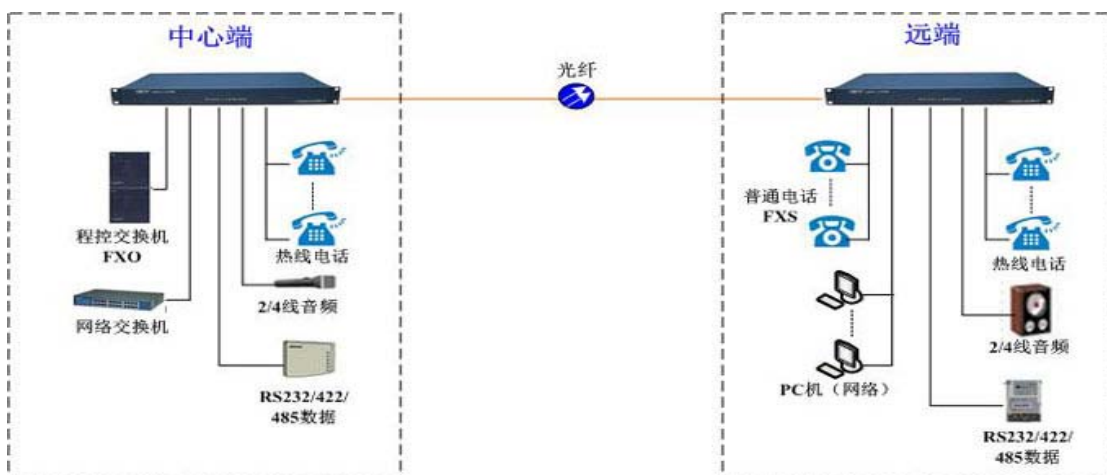 中心端
远端
光纤
程控交换机
FXO
热线电话
网络交换机
2/4线音频
RS232/422/
485数据
普通电话
FXS
热线电话
2/4线音频
PC机（网络）
RS232/422/
485数据